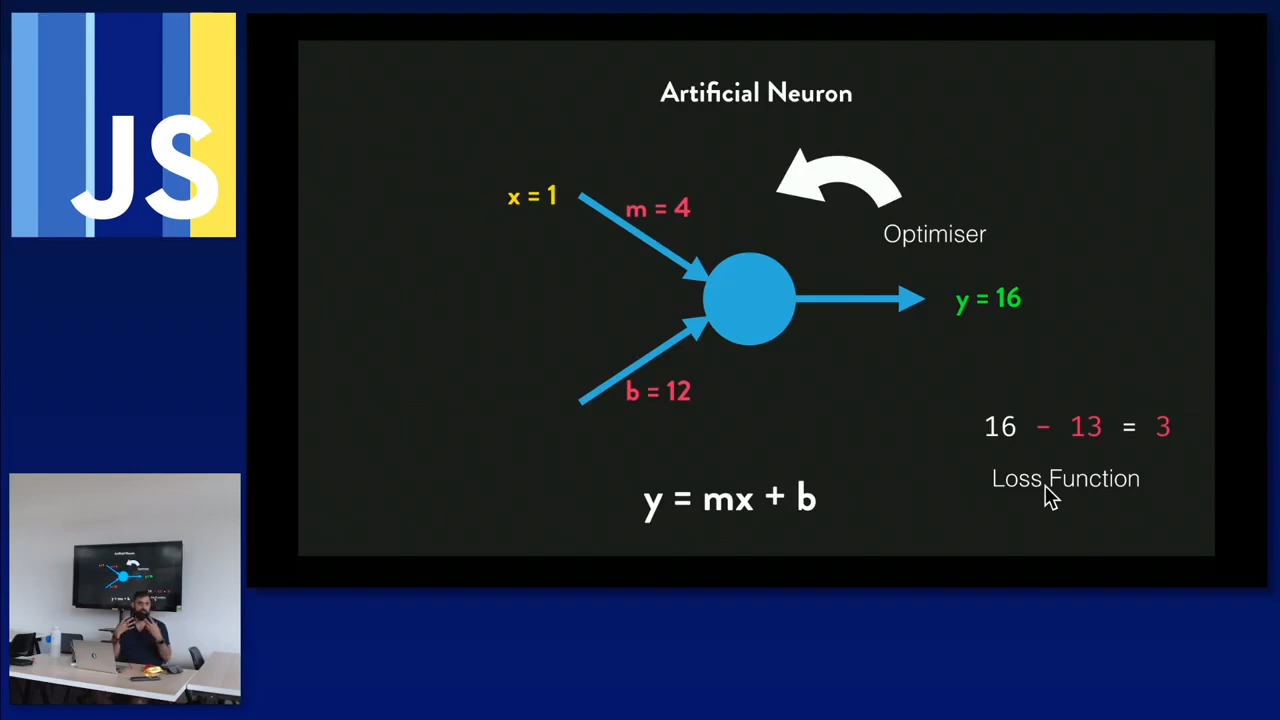 JS
Artificial Neuron
x = 1
m = 4
Optimiser
y = 16
b = 12
16 - 13 = 3
Loss Function
y = mx + b